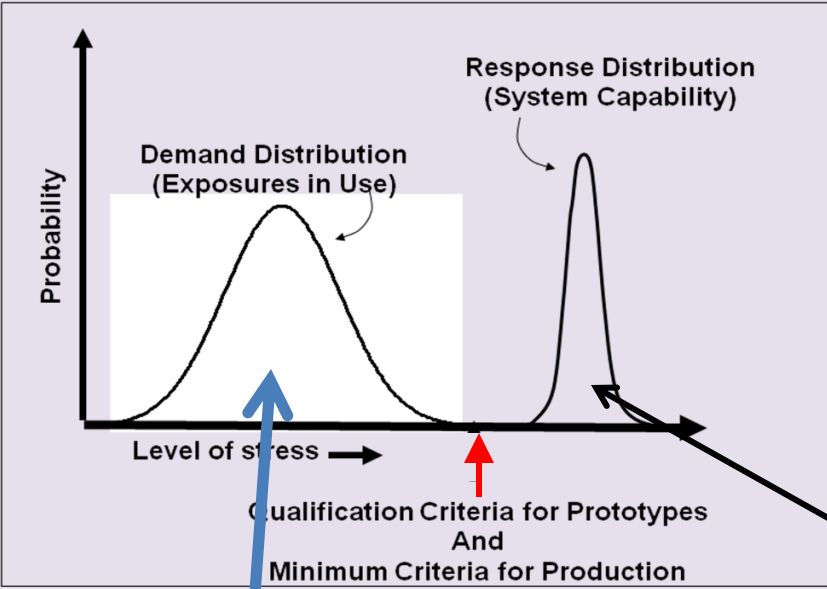 Response Distribution
(System Capability)
Demand Distribution
(Exposures in Use)
Probability
Level of stress
Qualification Criteria for Prototypes
And
Minimum Criteria for Production